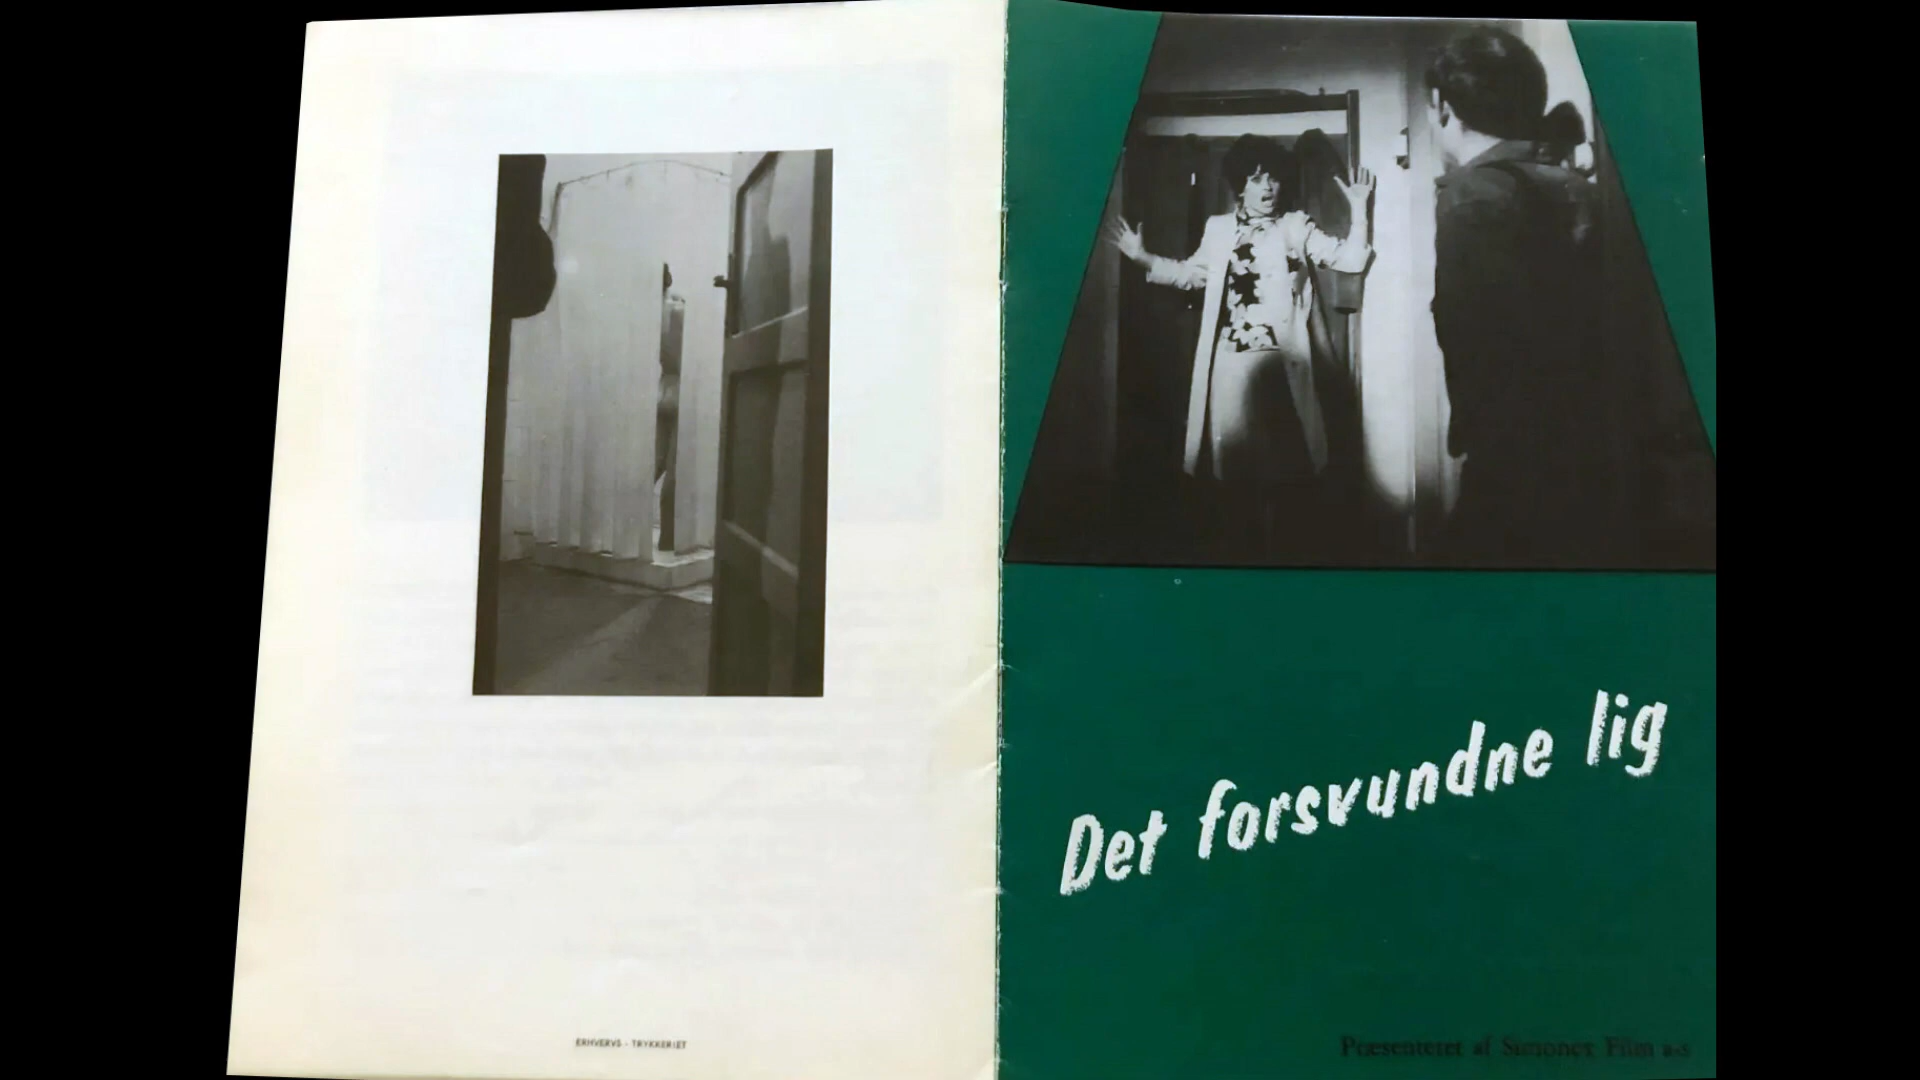 Det forsvundne lig
Præsenteret af Simonex Film a-s
ERHVERVS - TRYKKERIET